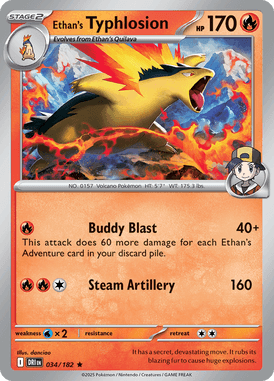 STAGE2
Ethan's Typhlosion HP 170
Evolves from Ethan's Quilava
NO. 0157 Volcano Pokémon HT: 5'7" WT: 175.3 lbs.
Buddy Blast 40+
This attack does 60 more damage for each Ethan's
Adventure card in your discard pile.
Steam Artillery 160
weakness ×2 resistance retreat
Illus. danciao
I DRI EN 034/182 ★
©2025 Pokémon / Nintendo / Creatures / GAME FREAK
It has a secret, devastating move. It rubs its
blazing fur to cause huge explosions.